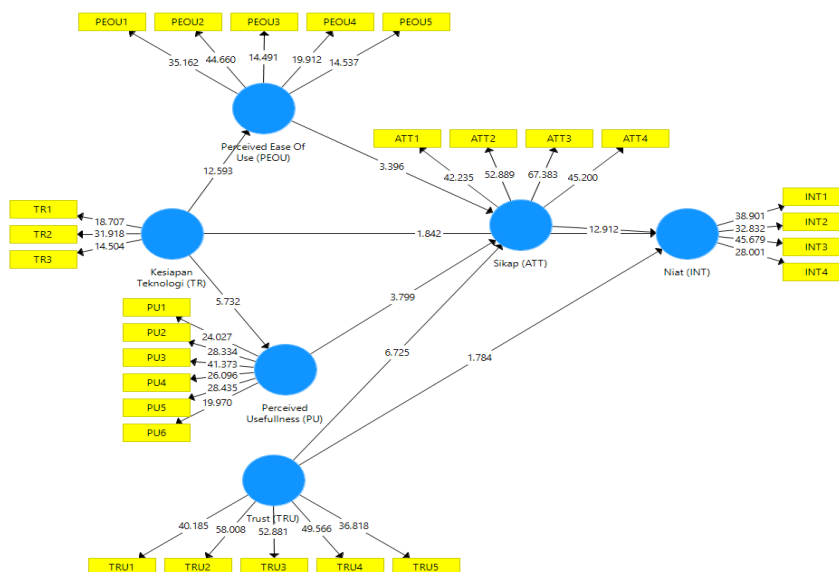 PEOU1 PEOU2 PEOU3 PEOU4 PEOU5
35.162 44.660 14.491 19.912 14.537
Perceived Ease Of
Use (PEOU)
ATT1 ATT2 ATT3 ATT4
42.235 52.889 67.383 45.200
12.593
3.396
TR1
TR2
TR3
18.707
31.918
14.504
Kesiapan
Teknologi (TR)
1.842
Sikap (ATT)
12.912
Niat (INT)
38.901
32.832
45.679
28.001
INT1
INT2
INT3
INT4
5.732
PU1
PU2
PU3
PU4
PU5
PU6
24.027
28.334
41.373
26.096
28.435
19.970
Perceived
Usefullness (PU)
3.799
6.725
1.784
Trust (TRU)
40.185 58.008 52.881 49.566 36.818
TRU1 TRU2 TRU3 TRU4 TRU5